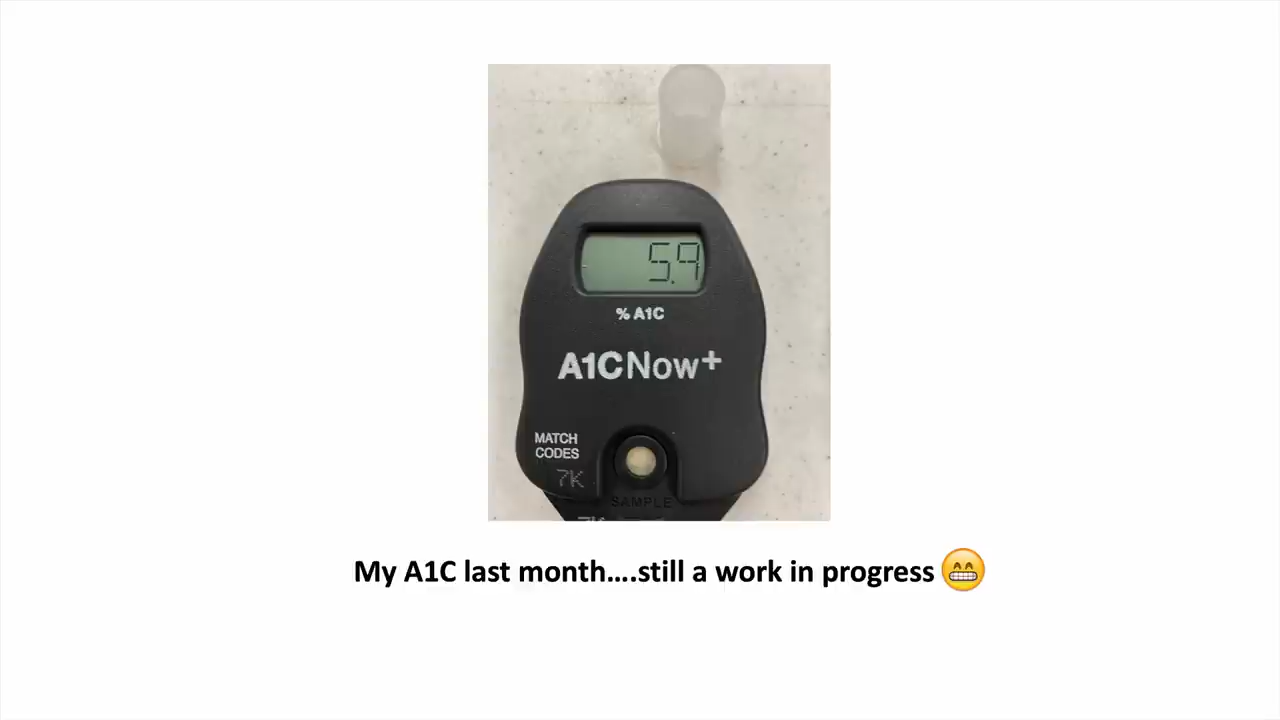 5.9
% A1C
A1CNow+
MATCH
CODES
7K
SAMPLE
My A1C last month....still a work in progress 😁